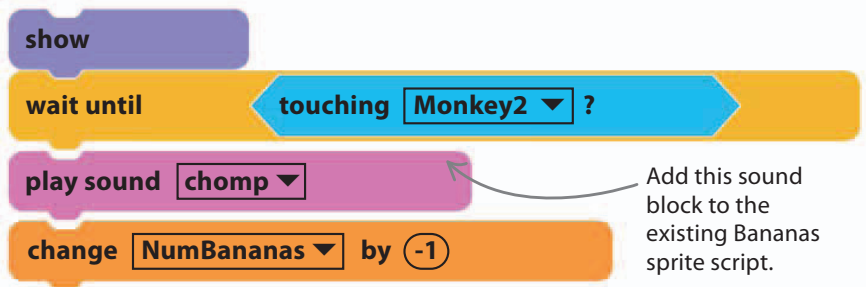 show
wait until touching Monkey2 ?
play sound chomp
change NumBananas by -1
Add this sound
block to the
existing Bananas
sprite script.